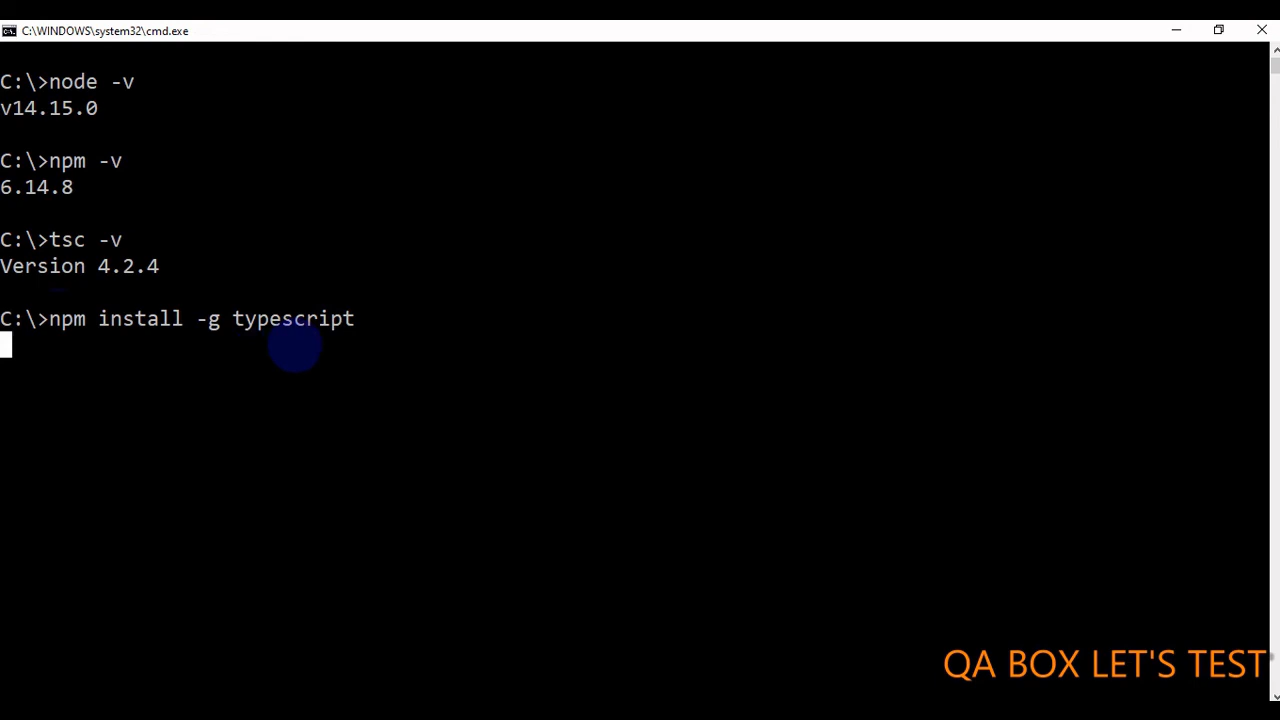 C:\WINDOWS\system32\cmd.exe
C:\>node -v
v14.15.0
C:\>npm -v
6.14.8
C:\>tsc -v
Version 4.2.4
C:\>npm install -g typescript
QA BOX LET'S TEST